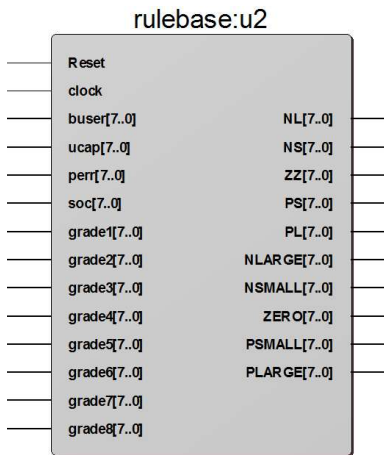 rulebase:u2
Reset
clock
buser[7..0] NL[7..0]
ucap[7..0] NS[7..0]
perr[7..0] ZZ[7..0]
soc[7..0] PS[7..0]
grade1[7..0] PL[7..0]
grade2[7..0] NLARGE[7..0]
grade3[7..0] NSMALL[7..0]
grade4[7..0] ZERO[7..0]
grade5[7..0] PSMALL[7..0]
grade6[7..0] PLARGE[7..0]
grade7[7..0]
grade8[7..0]